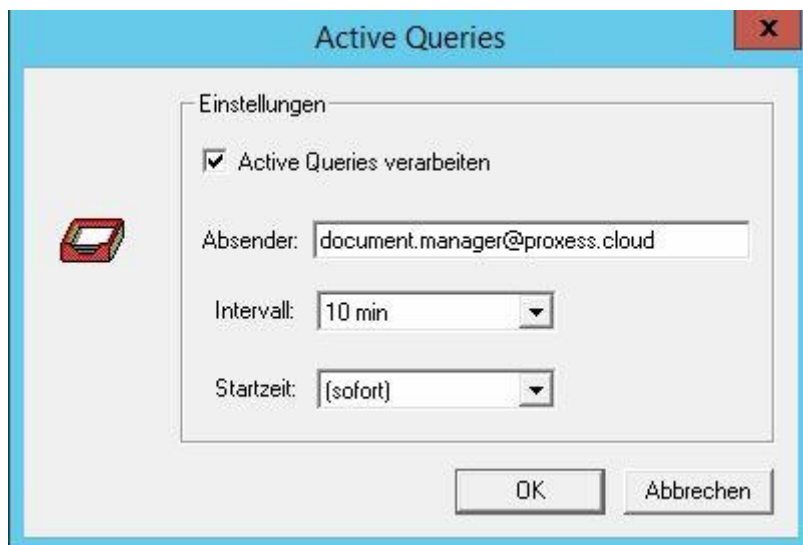 Active Queries
x
Einstellungen
Active Queries verarbeiten
Absender: document.manager@proxess.cloud
Intervall: 10 min
Startzeit: (sofort)
OK Abbrechen